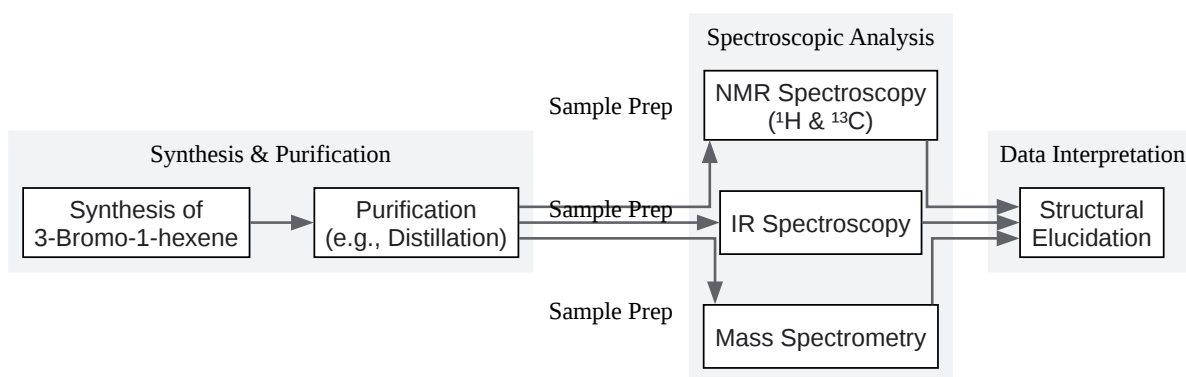 Synthesis & Purification
Synthesis of
3-Bromo-1-hexene
Purification
(e.g., Distillation)
Sample Prep
Sample Prep
Sample Prep
Spectroscopic Analysis
NMR Spectroscopy
(¹H & ¹³C)
IR Spectroscopy
Mass Spectrometry
Data Interpretation
Structural
Elucidation